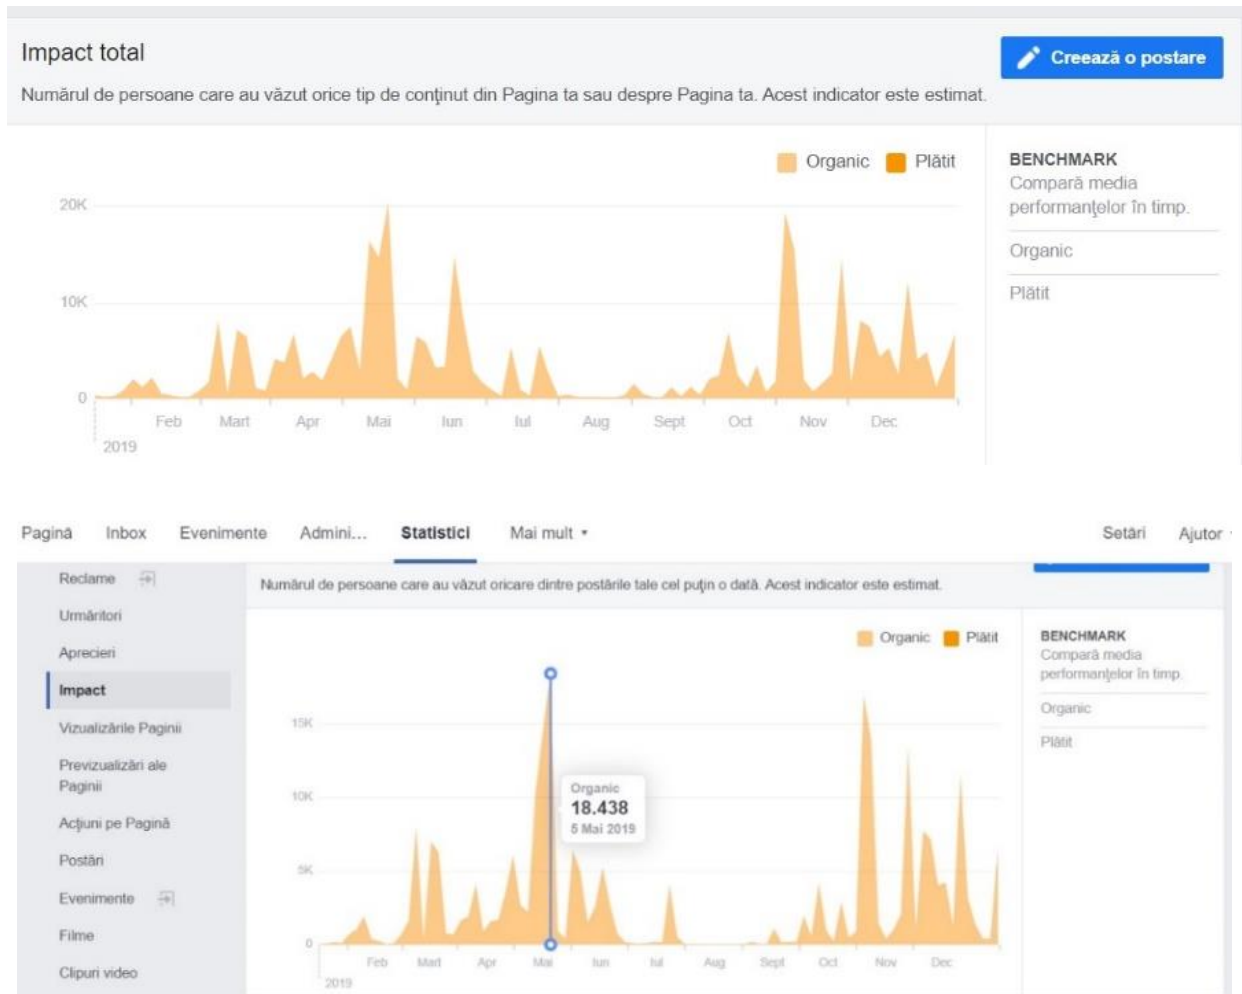 Impact total
Creează o postare
Numărul de persoane care au văzut orice tip de conținut din Pagina ta sau despre Pagina ta. Acest indicator este estimat.
Organic Plătit
BENCHMARK
Compară media
performanțelor în timp.
Organic
Plătit
20K
10K
0
Feb Mart Apr Mai Iun Iul Aug Sept Oct Nov Dec
2019
Pagină Inbox Evenimente Admini... Statistici Mai mult Setări Ajutor
Reclame
Urmăritori
Aprecieri
Impact
Vizualizările Paginii
Previzualizări ale
Paginii
Acțiuni pe Pagină
Postări
Evenimente
Filme
Clipuri video
Numărul de persoane care au văzut oricare dintre postările tale cel puțin o dată. Acest indicator este estimat.
Organic Plătit
BENCHMARK
Compară media
performanțelor în timp
Organic
Plătit
15K
10K
5K
0
Organic
18.438
5 Mai 2019
Feb Mart Apr Mai Iun Iul Aug Sept Oct Nov Dec
2019